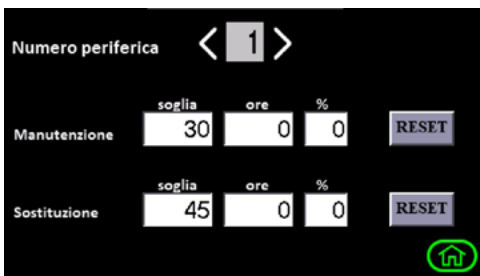 Numero periferica 1
soglia ore %
Manutenzione 30 0 0 RESET
soglia ore %
Sostituzione 45 0 0 RESET